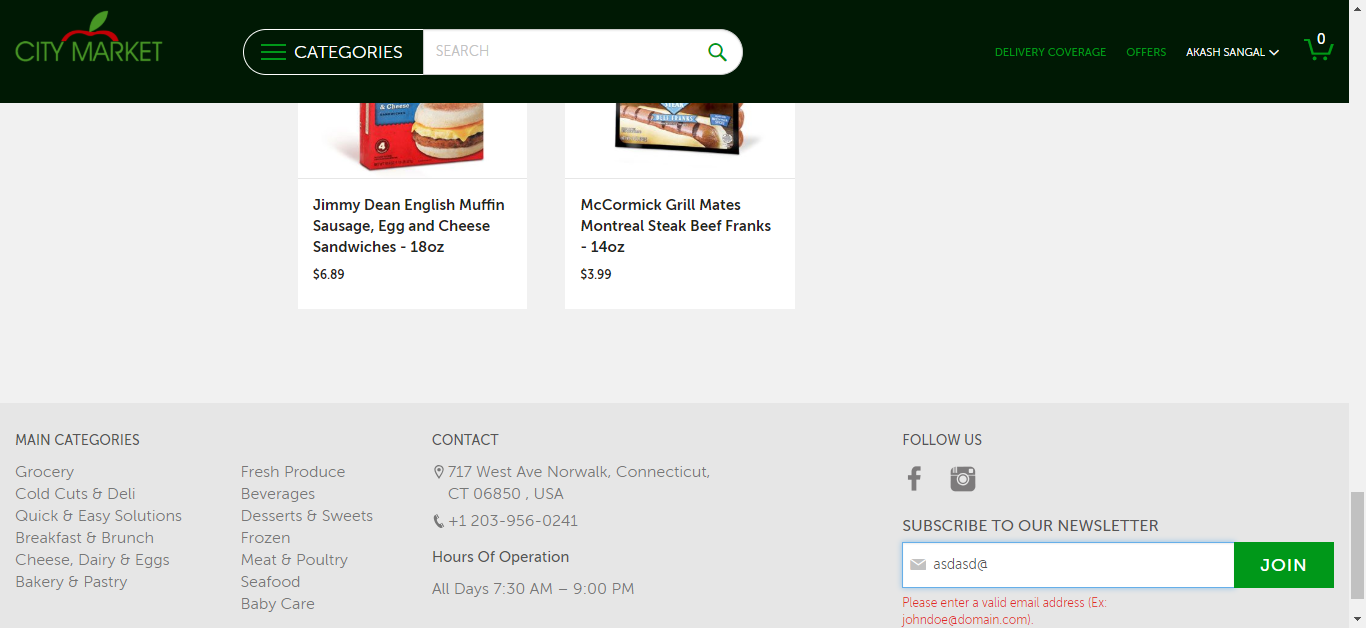 CITY MARKET
CATEGORIES
SEARCH
DELIVERY COVERAGE
OFFERS
AKASH SANGAL
0
& Cheese
4
STEAK
BEEF FRANKS
Jimmy Dean English Muffin
Sausage, Egg and Cheese
Sandwiches - 18oz
$6.89
McCormick Grill Mates
Montreal Steak Beef Franks
- 14oz
$3.99
MAIN CATEGORIES
Grocery
Cold Cuts & Deli
Quick & Easy Solutions
Breakfast & Brunch
Cheese, Dairy & Eggs
Bakery & Pastry
Fresh Produce
Beverages
Desserts & Sweets
Frozen
Meat & Poultry
Seafood
Baby Care
CONTACT
717 West Ave Norwalk, Connecticut,
CT 06850 , USA
+1 203-956-0241
Hours Of Operation
All Days 7:30 AM – 9:00 PM
FOLLOW US
SUBSCRIBE TO OUR NEWSLETTER
asdasd@
JOIN
Please enter a valid email address (Ex:
johndoe@domain.com).